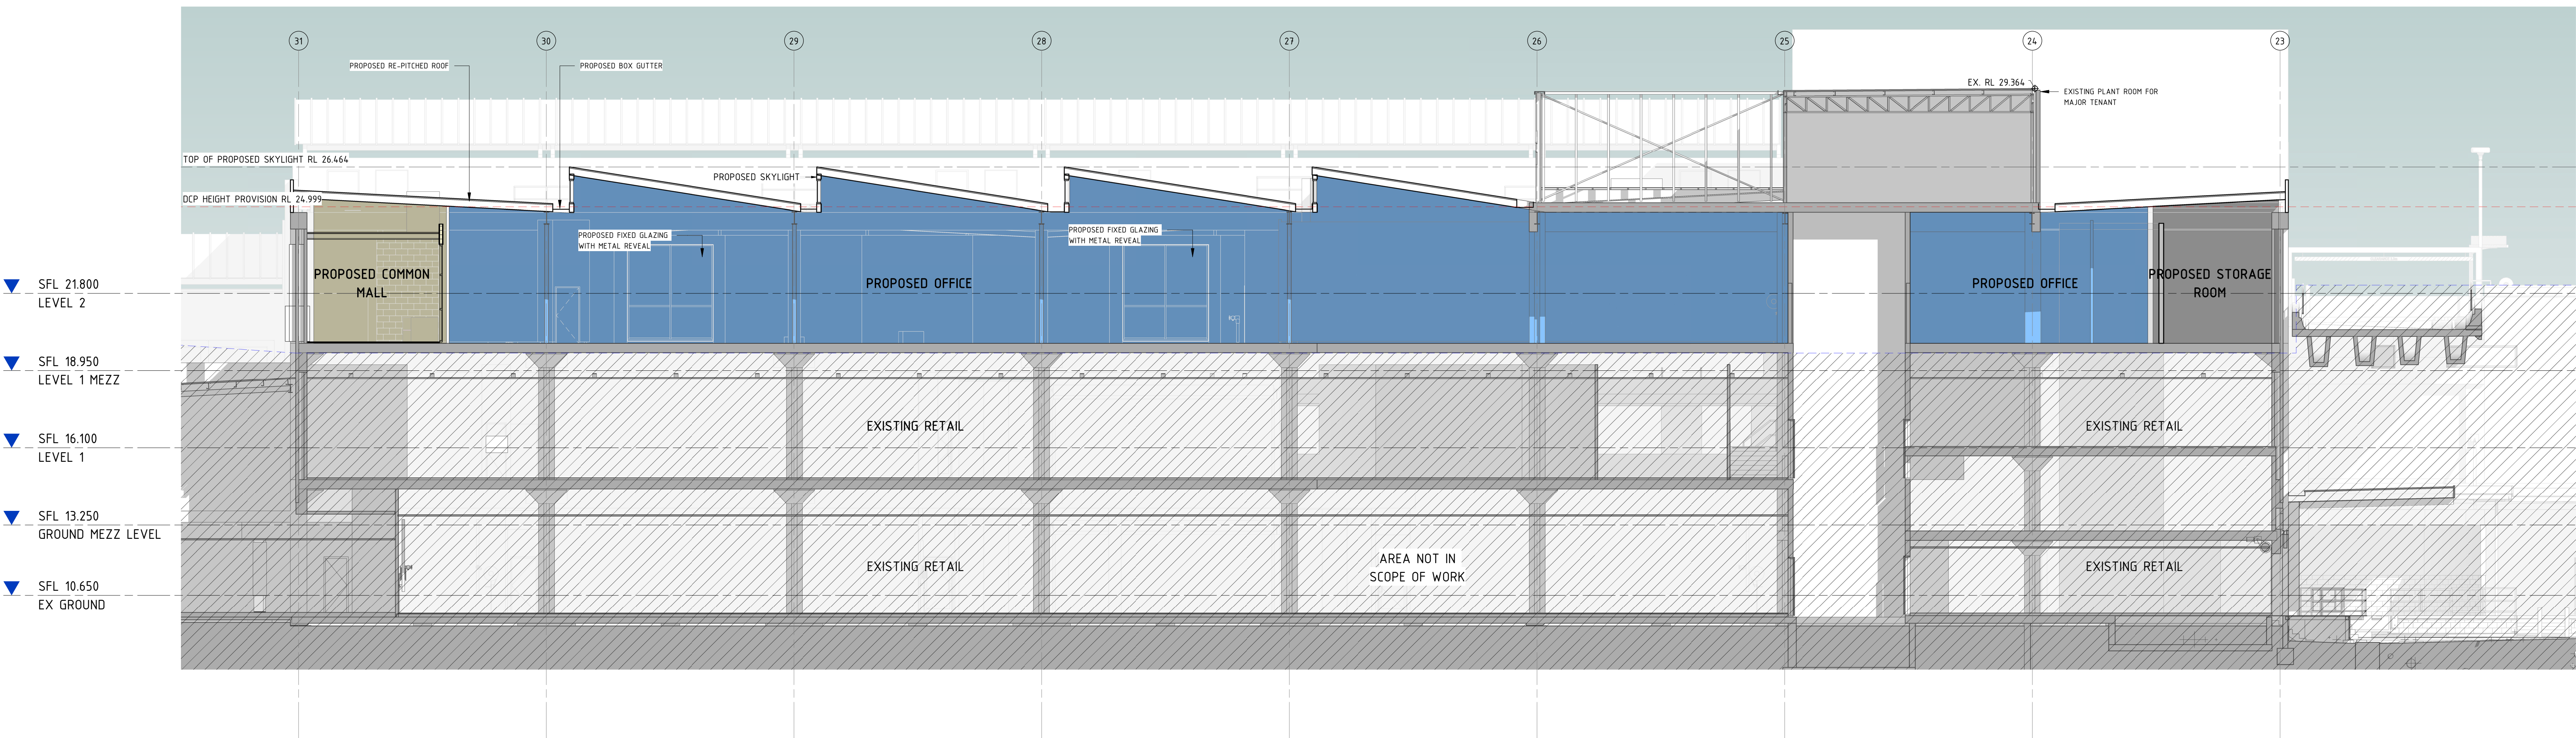 31
30
29
28
27
26
25
24
23
PROPOSED RE-PITCHED ROOF
PROPOSED BOX GUTTER
EX. RL 29.364
EXISTING PLANT ROOM FOR
MAJOR TENANT
TOP OF PROPOSED SKYLIGHT RL 26.464
PROPOSED SKYLIGHT
DCP HEIGHT PROVISION RL 24.999
PROPOSED FIXED GLAZING
WITH METAL REVEAL
PROPOSED FIXED GLAZING
WITH METAL REVEAL
PROPOSED COMMON
MALL
PROPOSED OFFICE
PROPOSED OFFICE
PROPOSED STORAGE
ROOM
SFL 21.800
LEVEL 2
SFL 18.950
LEVEL 1 MEZZ
EXISTING RETAIL
EXISTING RETAIL
SFL 16.100
LEVEL 1
SFL 13.250
GROUND MEZZ LEVEL
EXISTING RETAIL
AREA NOT IN
SCOPE OF WORK
EXISTING RETAIL
SFL 10.650
EX GROUND